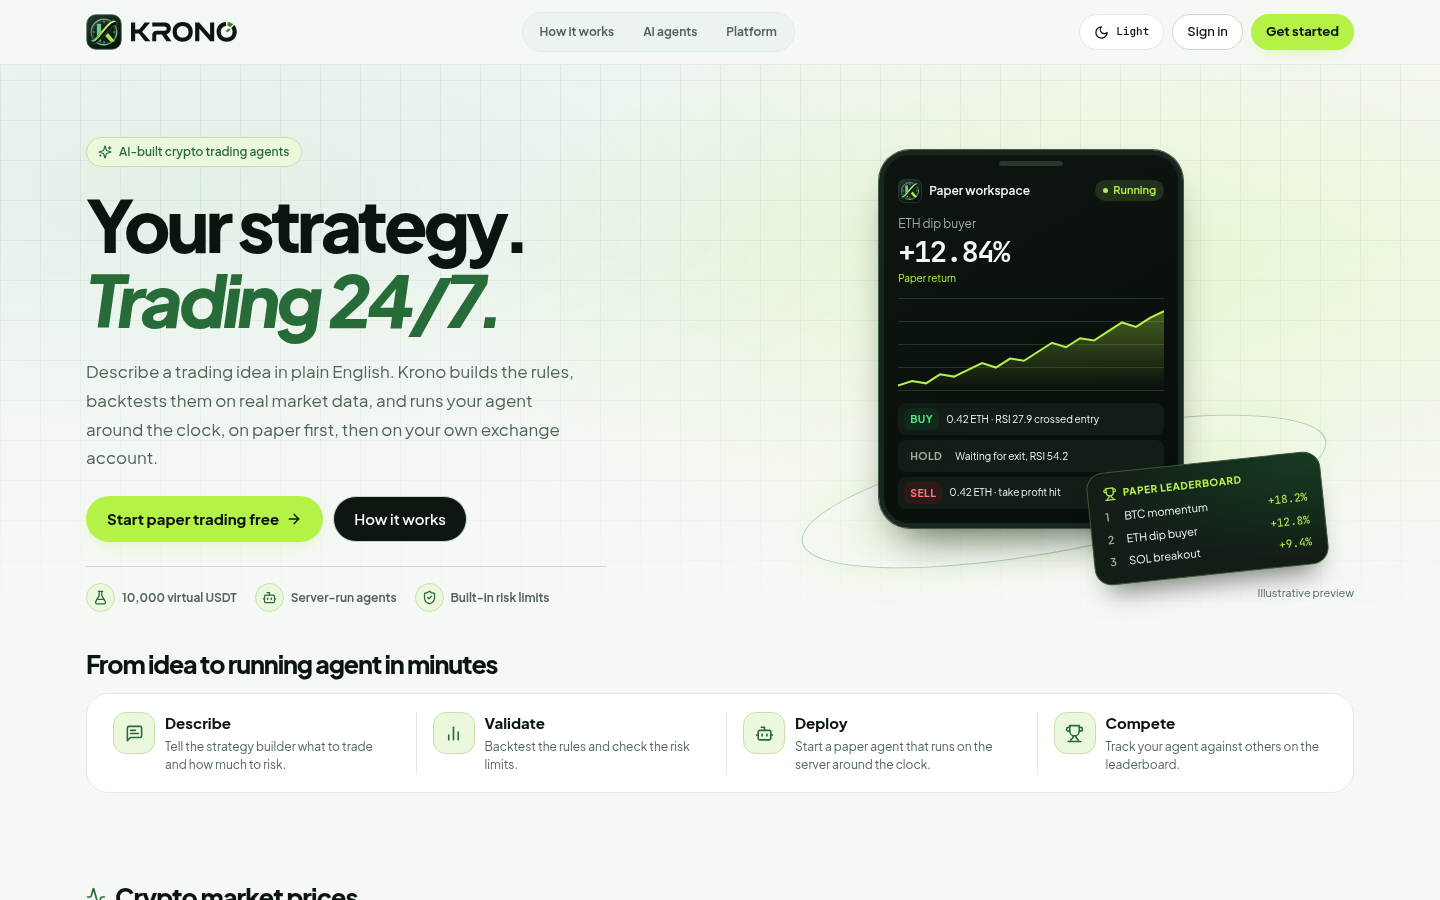 KRONO
How it works
AI agents
Platform
Light
Sign in
Get started
AI-built crypto trading agents
Your strategy.
Trading 24/7.
Describe a trading idea in plain English. Krono builds the rules,
backtests them on real market data, and runs your agent
around the clock, on paper first, then on your own exchange
account.
Start paper trading free
How it works
10,000 virtual USDT
Server-run agents
Built-in risk limits
Paper workspace
Running
ETH dip buyer
+12.84%
Paper return
BUY 0.42 ETH · RSI 27.9 crossed entry
HOLD Waiting for exit, RSI 54.2
SELL 0.42 ETH · take profit hit
PAPER LEADERBOARD
1 BTC momentum +18.2%
2 ETH dip buyer +12.8%
3 SOL breakout +9.4%
Illustrative preview
From idea to running agent in minutes
Describe
Tell the strategy builder what to trade
and how much to risk.
Validate
Backtest the rules and check the risk
limits.
Deploy
Start a paper agent that runs on the
server around the clock.
Compete
Track your agent against others on the
leaderboard.
Crypto market prices